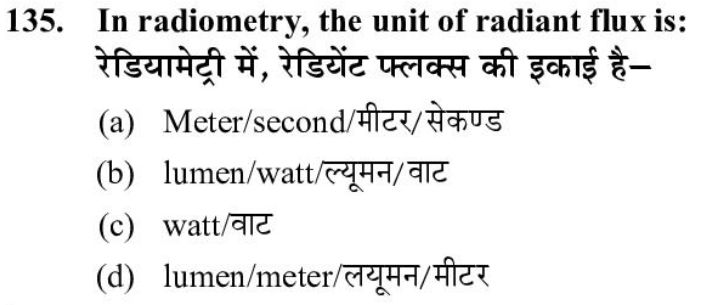 135. In radiometry, the unit of radiant flux is:
रेडियामेट्री में, रेडियेंट फ्लक्स की इकाई है–
(a) Meter/second/मीटर/सेकण्ड
(b) lumen/watt/ल्यूमन/वाट
(c) watt/वाट
(d) lumen/meter/लयूमन/मीटर